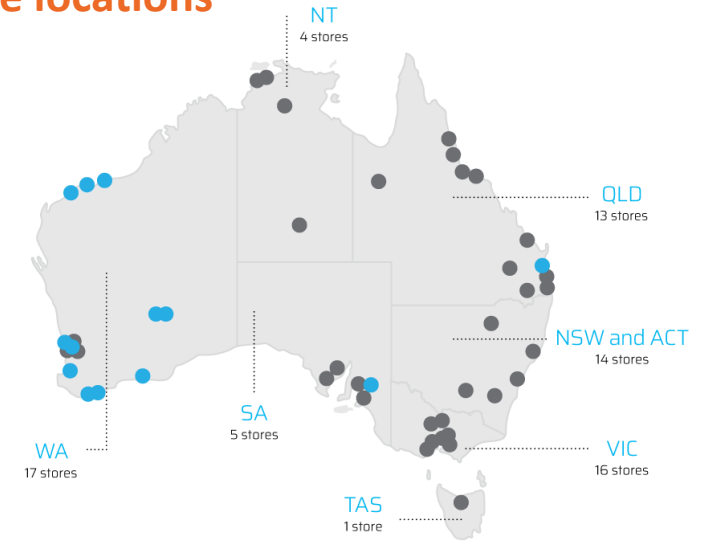 e locations
NT
4 stores
QLD
13 stores
NSW and ACT
14 stores
SA
5 stores
WA
17 stores
VIC
16 stores
TAS
1 store